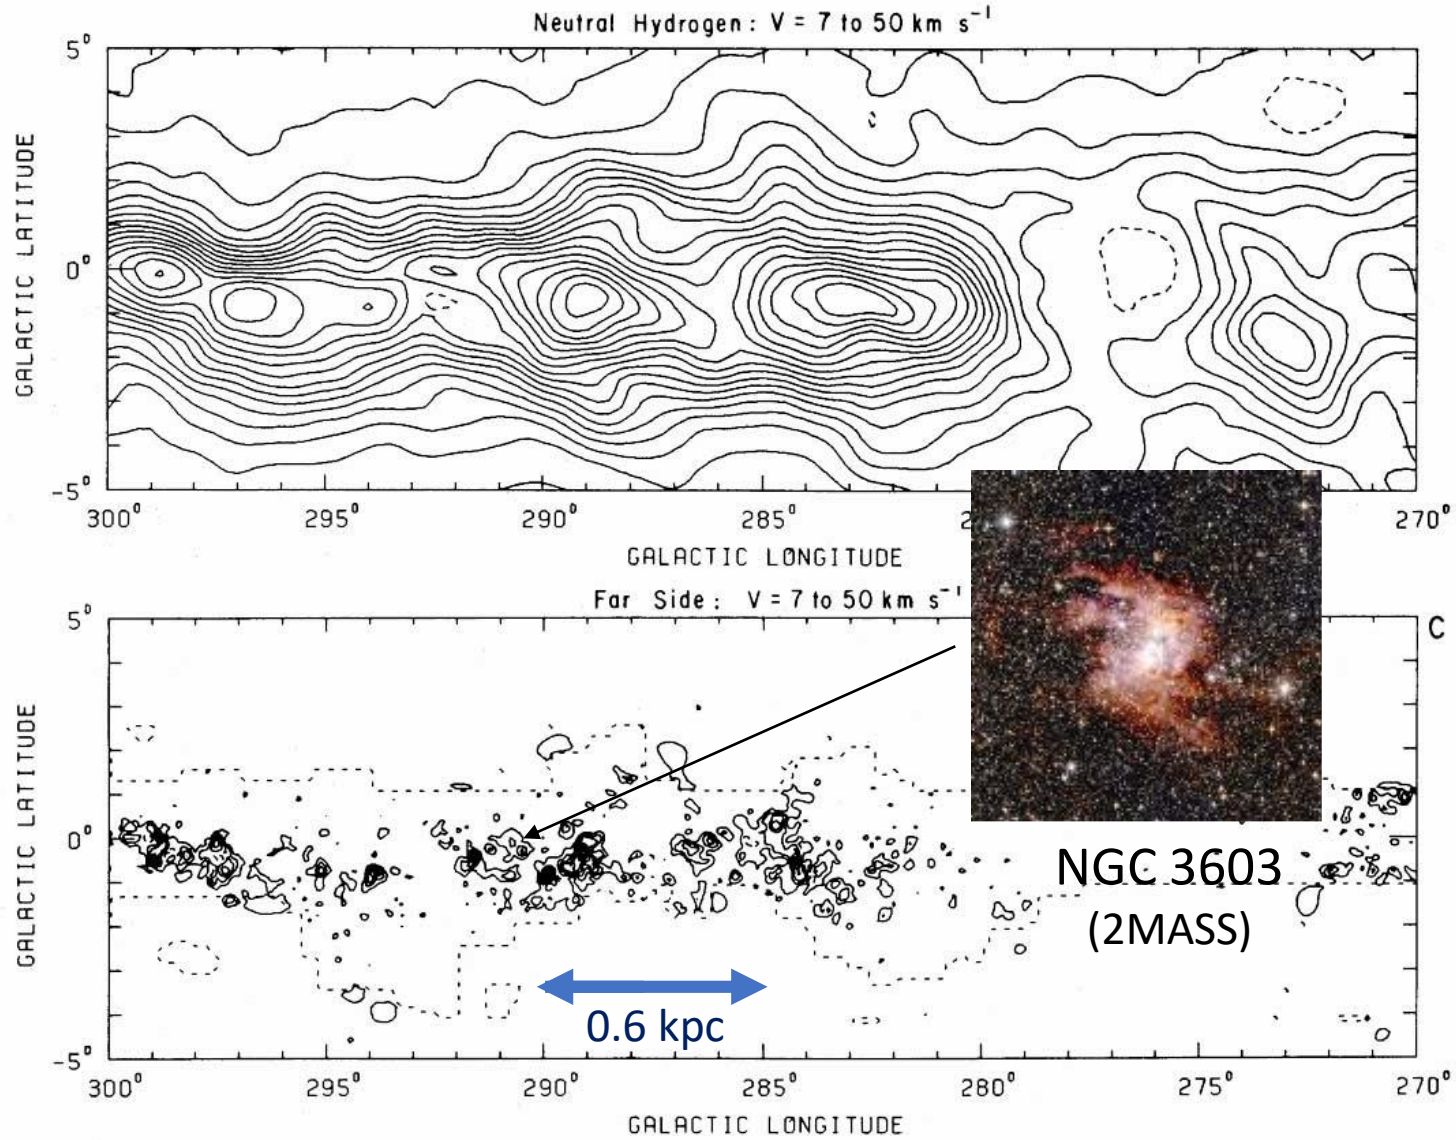 Neutral Hydrogen: V = 7 to 50 km s⁻¹
5°
0°
-5°
GALACTIC LATITUDE
300° 295° 290° 285° 270°
GALACTIC LONGITUDE
Far Side: V = 7 to 50 km s⁻¹
C
5°
0°
-5°
GALACTIC LATITUDE
NGC 3603
(2MASS)
0.6 kpc
300° 295° 290° 285° 280° 275° 270°
GALACTIC LONGITUDE